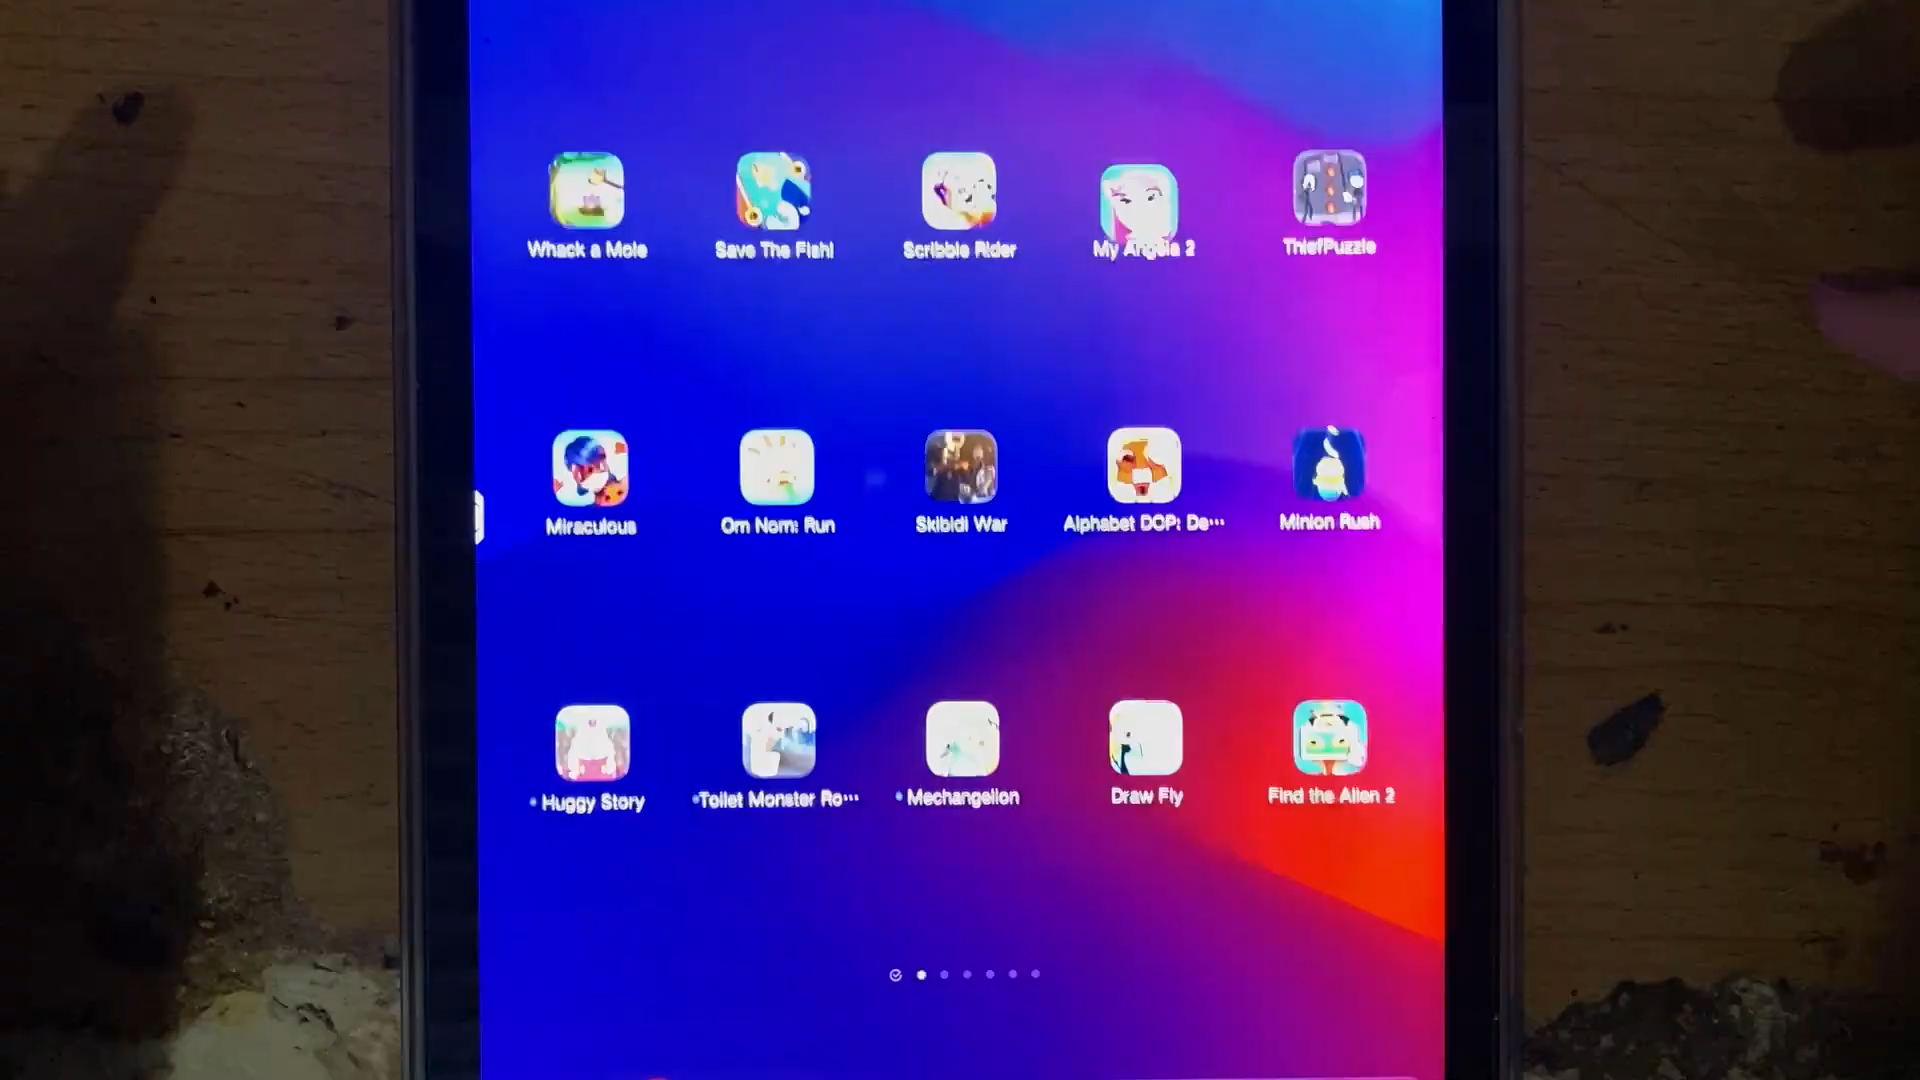 Whack a Mole
Save The Fish!
Scribble Rider
My Angela 2
ThiefPuzzle
Miraculous
Om Nom: Run
Skibidi War
Alphabet DOP: De...
Minion Rush
Huggy Story
Toilet Monster Ro...
Mechangelion
Draw Fly
Find the Alien 2